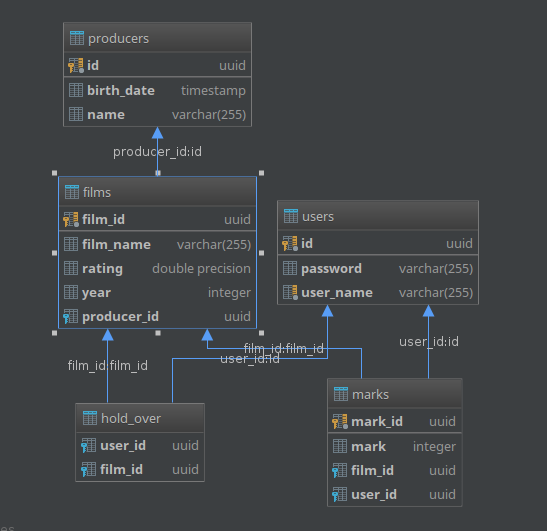 producers
id uuid
birth_date timestamp
name varchar(255)
producer_id:id
films
film_id uuid
film_name varchar(255)
rating double precision
year integer
producer_id uuid
users
id uuid
password varchar(255)
user_name varchar(255)
film_id:film_id
film_id:film_id
user_id:id
user_id:id
hold_over
user_id uuid
film_id uuid
marks
mark_id uuid
mark integer
film_id uuid
user_id uuid